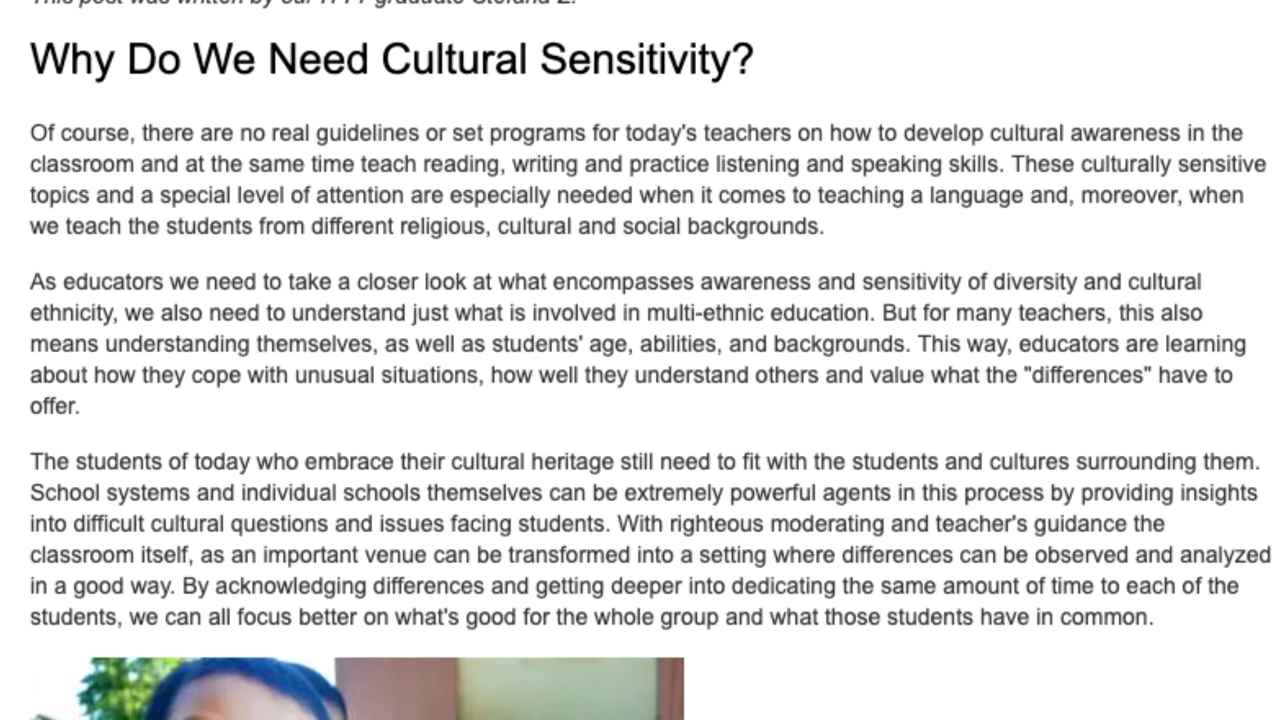 This post was written by our graduate Stefana Z.
Why Do We Need Cultural Sensitivity?
Of course, there are no real guidelines or set programs for today's teachers on how to develop cultural awareness in the
classroom and at the same time teach reading, writing and practice listening and speaking skills. These culturally sensitive
topics and a special level of attention are especially needed when it comes to teaching a language and, moreover, when
we teach the students from different religious, cultural and social backgrounds.
As educators we need to take a closer look at what encompasses awareness and sensitivity of diversity and cultural
ethnicity, we also need to understand just what is involved in multi-ethnic education. But for many teachers, this also
means understanding themselves, as well as students' age, abilities, and backgrounds. This way, educators are learning
about how they cope with unusual situations, how well they understand others and value what the "differences" have to
offer.
The students of today who embrace their cultural heritage still need to fit with the students and cultures surrounding them.
School systems and individual schools themselves can be extremely powerful agents in this process by providing insights
into difficult cultural questions and issues facing students. With righteous moderating and teacher's guidance the
classroom itself, as an important venue can be transformed into a setting where differences can be observed and analyzed
in a good way. By acknowledging differences and getting deeper into dedicating the same amount of time to each of the
students, we can all focus better on what's good for the whole group and what those students have in common.